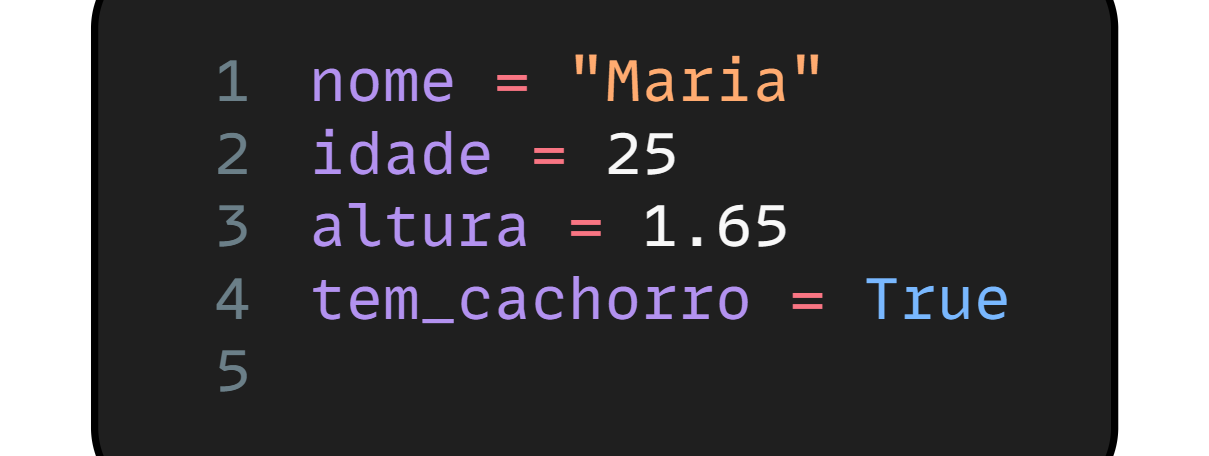 1 nome = "Maria"
2 idade = 25
3 altura = 1.65
4 tem_cachorro = True
5